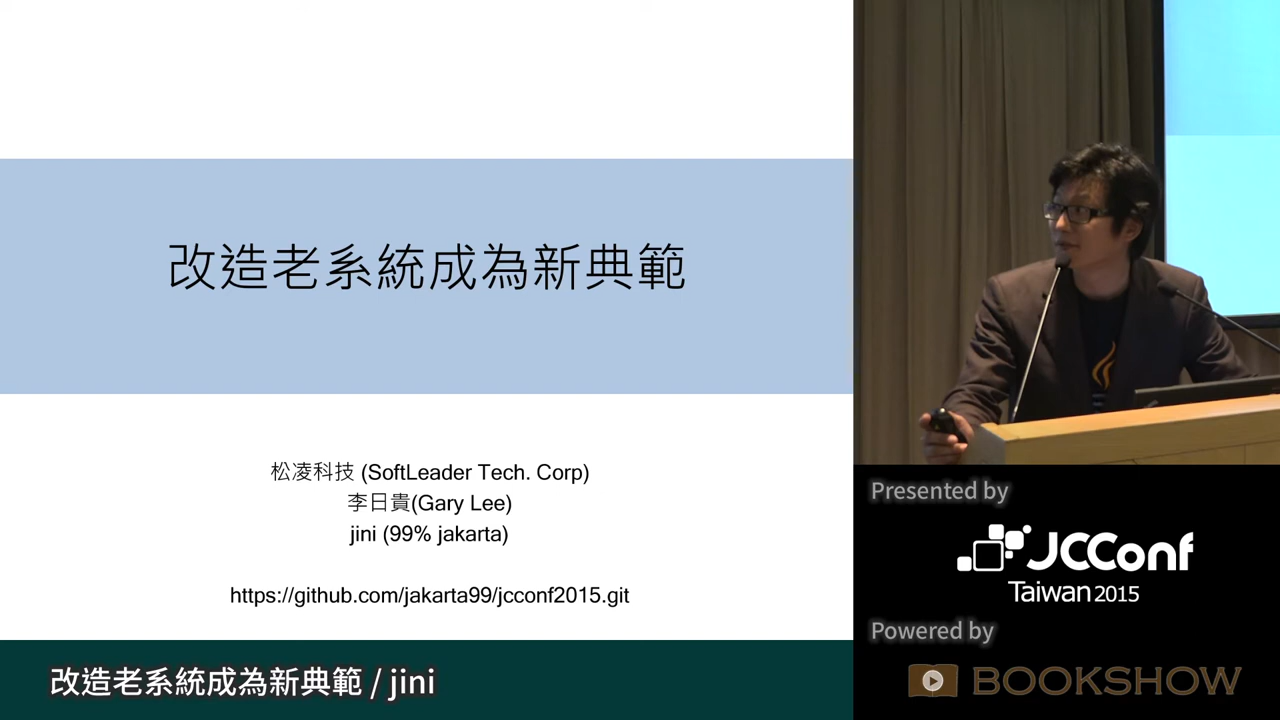 改造老系統成為新典範
松凌科技 (SoftLeader Tech. Corp)
李日貴(Gary Lee)
jini (99% jakarta)
https://github.com/jakarta99/jcconf2015.git
改造老系統成為新典範 / jini
Presented by
JCConf
Taiwan 2015
Powered by
BOOKSHOW